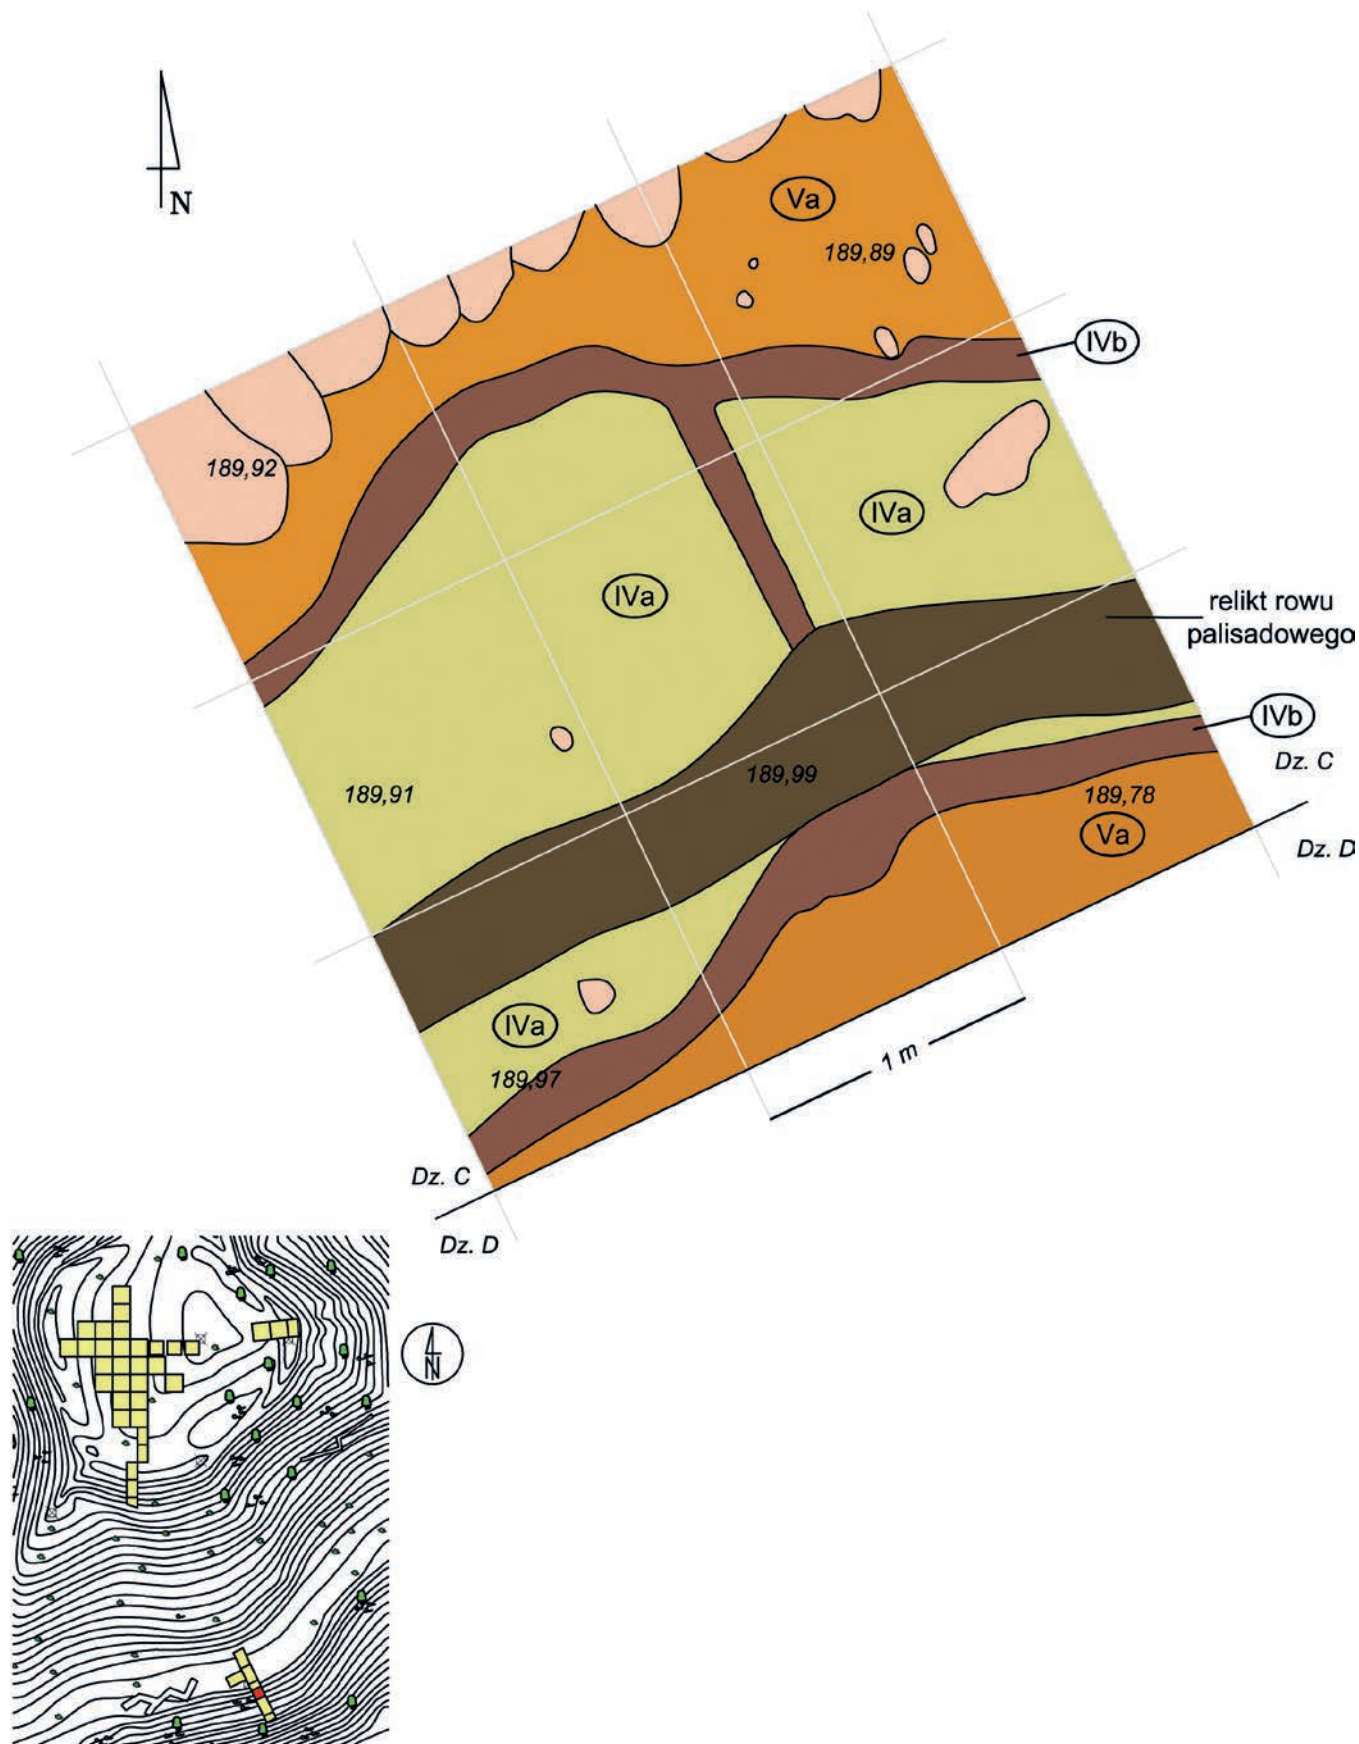 N
Va
189,89
IVb
189,92
IVa
IVa
relikt rowu
palisadowego
IVb
189,99
Dz. C
189,91
189,78
Va
Dz. D
IVa
1 m
189,97
Dz. C
Dz. D
N